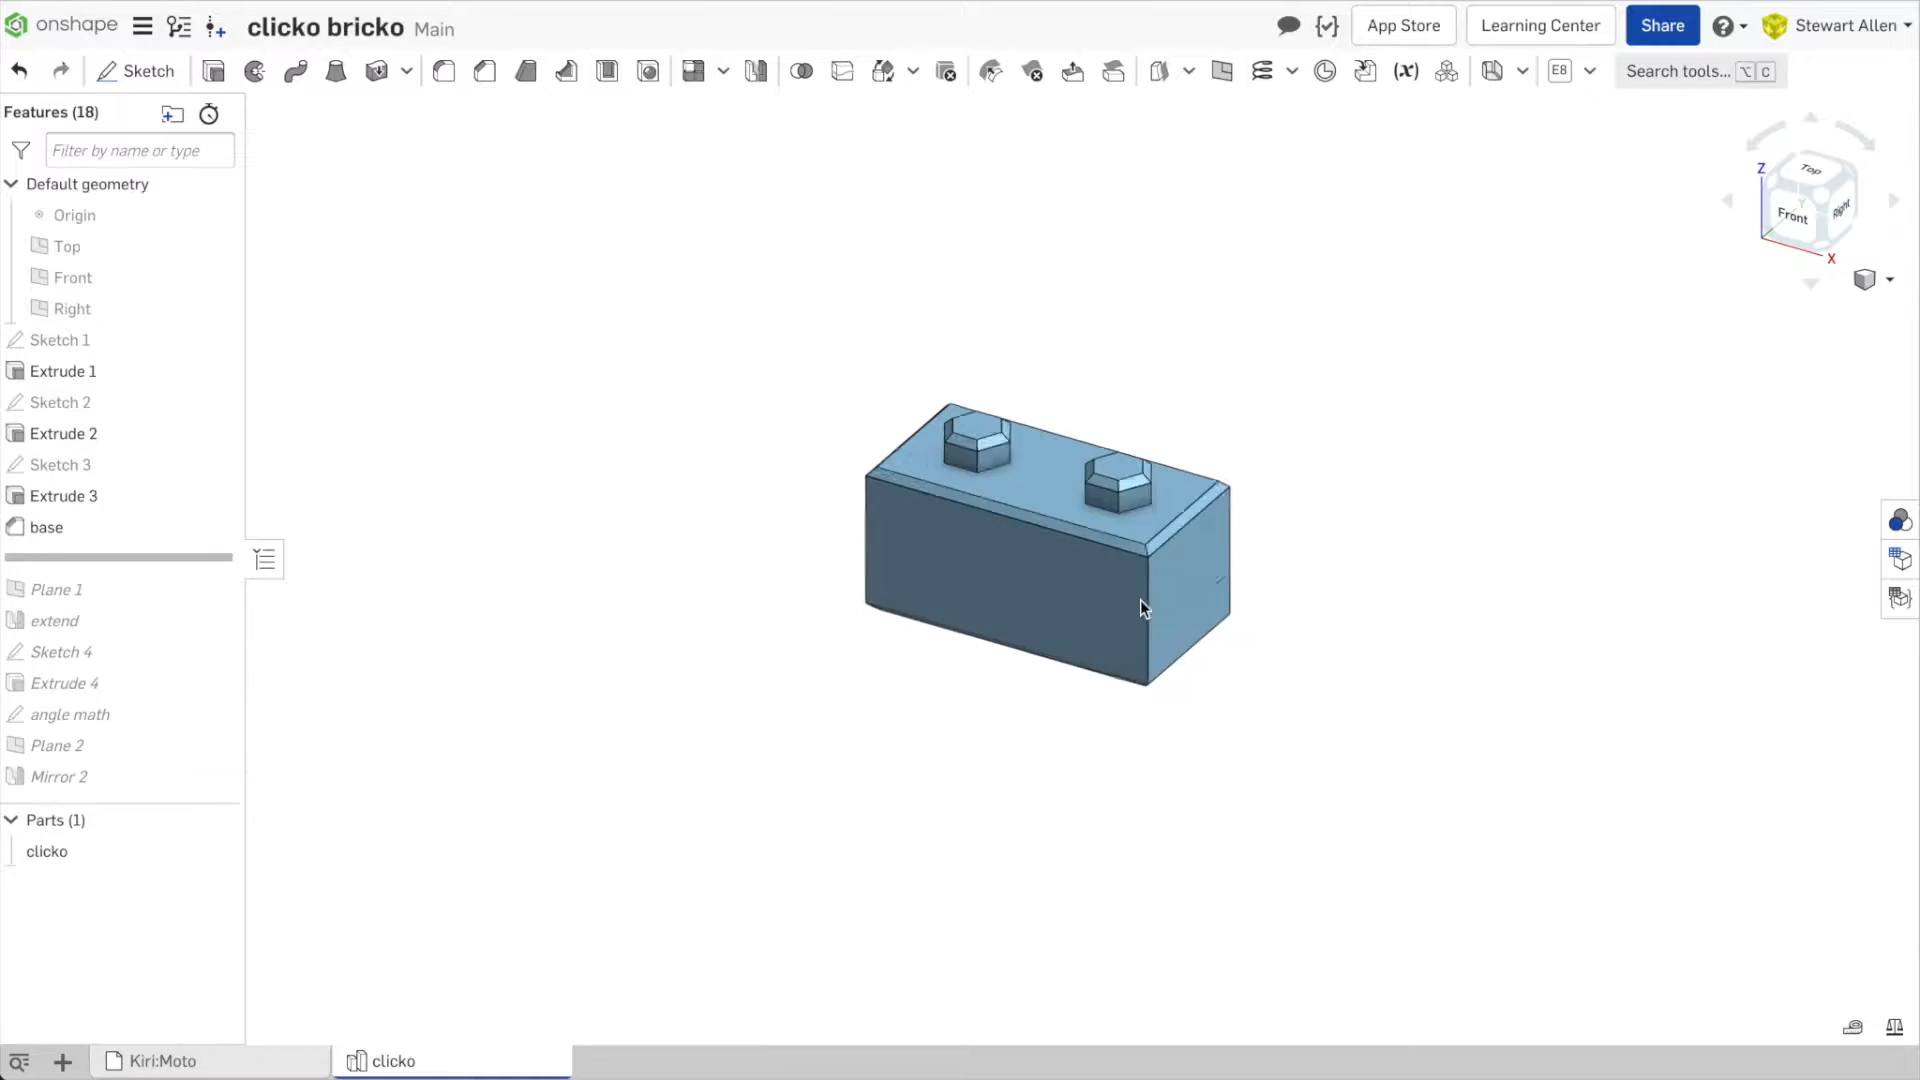 onshape
clicko bricko Main
App Store
Learning Center
Share
Stewart Allen
Sketch
(x)
E8
Search tools... ⌥ C
Features (18)
Filter by name or type
Default geometry
Origin
Top
Front
Right
Sketch 1
Extrude 1
Sketch 2
Extrude 2
Sketch 3
Extrude 3
base
Plane 1
extend
Sketch 4
Extrude 4
angle math
Plane 2
Mirror 2
Parts (1)
clicko
Top
Z
Front
Y
Right
X
Kiri:Moto
clicko